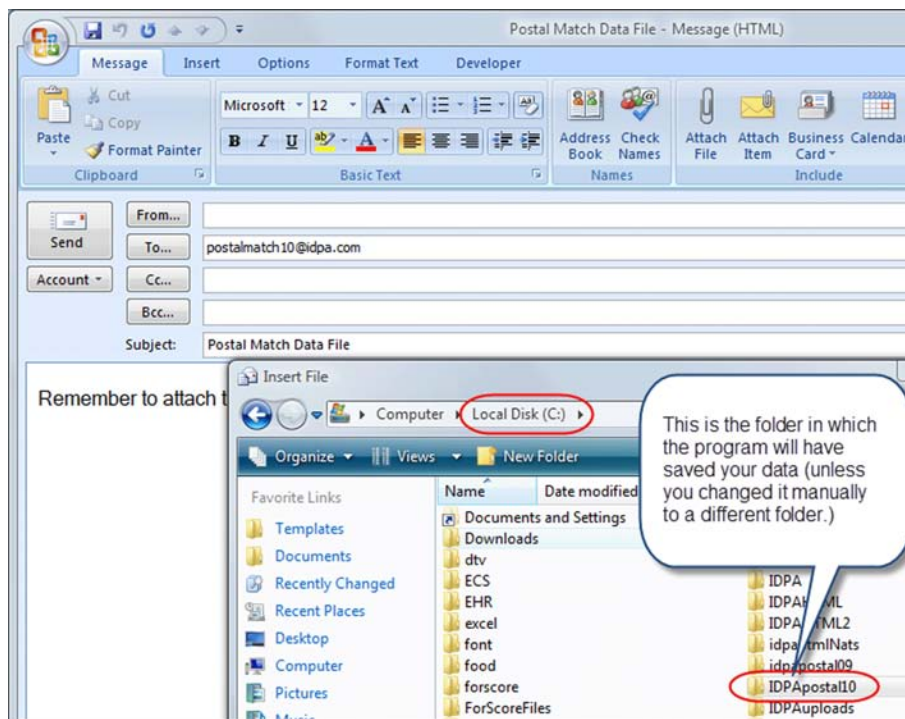 Postal Match Data File - Message (HTML)
Message Insert Options Format Text Developer
Cut
Copy
Paste
Format Painter
Clipboard
Microsoft 12
Basic Text
Address Book
Check Names
Names
Attach File
Attach Item
Business Card
Calendar
Include
Send
Account
From...
To... postalmatch10@idpa.com
Cc...
Bcc...
Subject: Postal Match Data File
Remember to attach t
Insert File
Computer Local Disk (C:)
Organize Views New Folder
Favorite Links
Templates
Documents
Recently Changed
Recent Places
Desktop
Computer
Pictures
Music
Name Date modified
Documents and Settings
Downloads
dtv
ECS
EHR
excel
font
food
forscore
ForScoreFiles
This is the folder in which
the program will have
saved your data (unless
you changed it manually
to a different folder.)
IDPA
idpapostal09
IDPApostal10
IDPAuploads